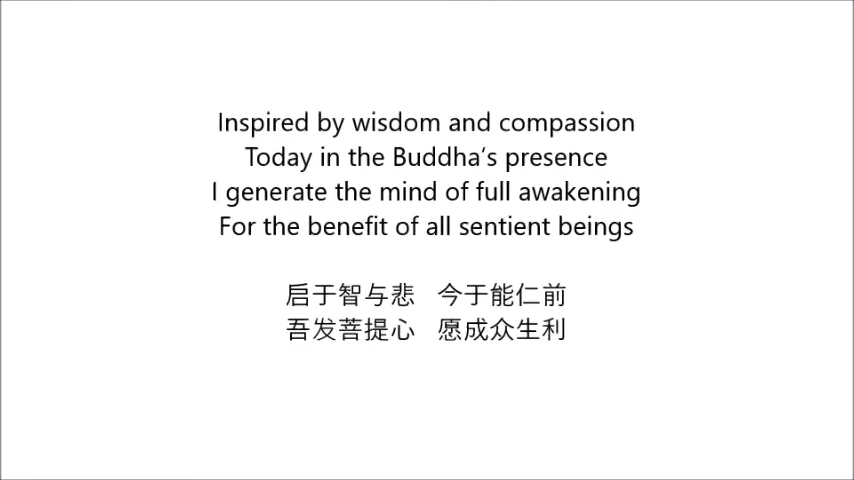 Inspired by wisdom and compassion
Today in the Buddha's presence
I generate the mind of full awakening
For the benefit of all sentient beings
启于智与悲 今于能仁前
吾发菩提心 愿成众生利